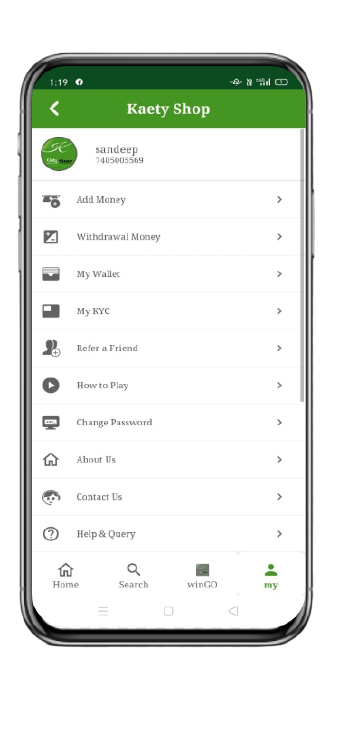 1:19
Kaety Shop
sandeep
7405005569
Add Money
Withdrawal Money
My Wallet
My KYC
Refer a Friend
How to Play
Change Password
About Us
Contact Us
Help & Query
Home Search winGO my